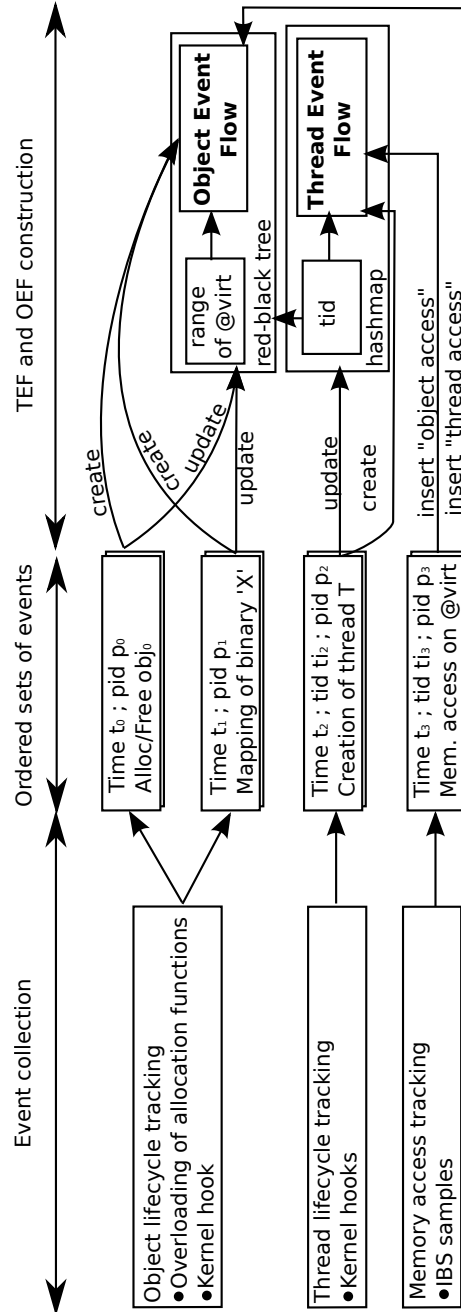 Event collection
Ordered sets of events
TEF and OEF construction
Object lifecycle tracking
●Overloading of allocation functions
●Kernel hook
Thread lifecycle tracking
●Kernel hooks
Memory access tracking
●IBS samples
Time t₀ ; pid p₀
Alloc/Free obj₀
Time t₁ ; pid p₁
Mapping of binary 'X'
Time t₂ ; tid ti₂ ; pid p₂
Creation of thread T
Time t₃ ; tid ti₃ ; pid p₃
Mem. access on @virt
create
create
update
update
update
create
insert "object access"
insert "thread access"
range
of @virt
red-black tree
Object Event
Flow
tid
hashmap
Thread Event
Flow